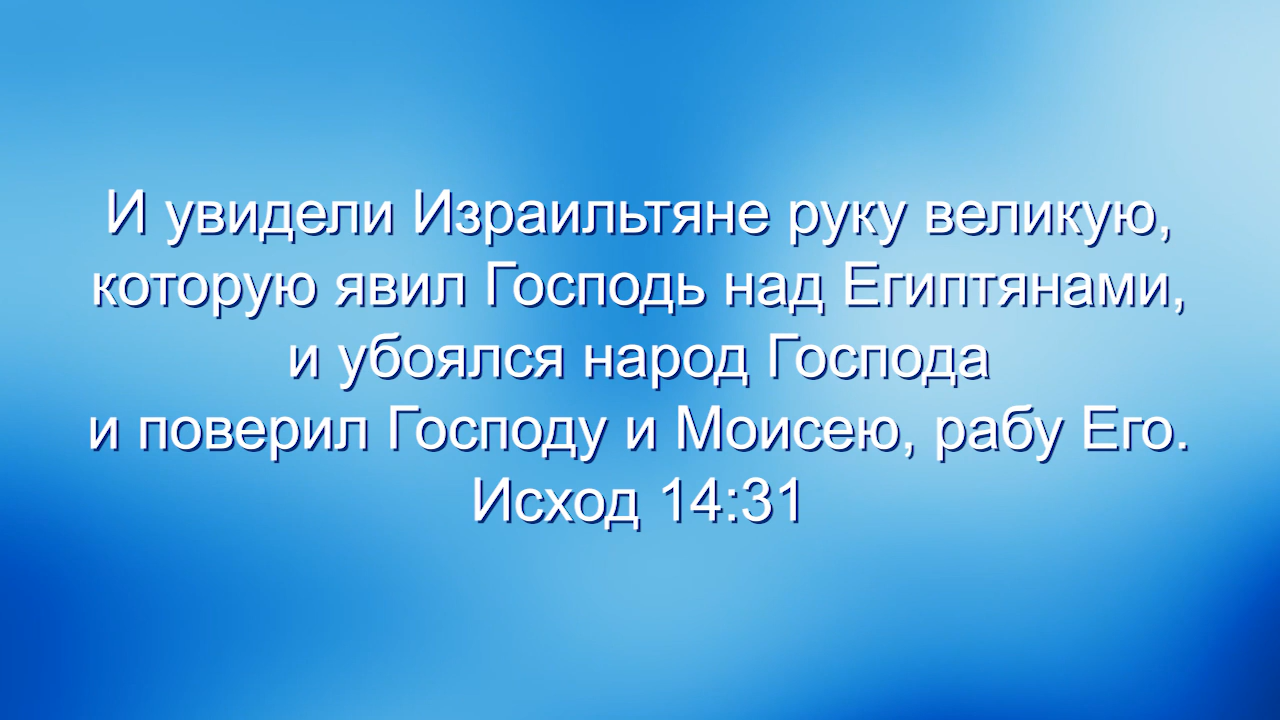 И увидели Израильтяне руку великую,
которую явил Господь над Египтянами,
и убоялся народ Господа
и поверил Господу и Моисею, рабу Его.
Исход 14:31